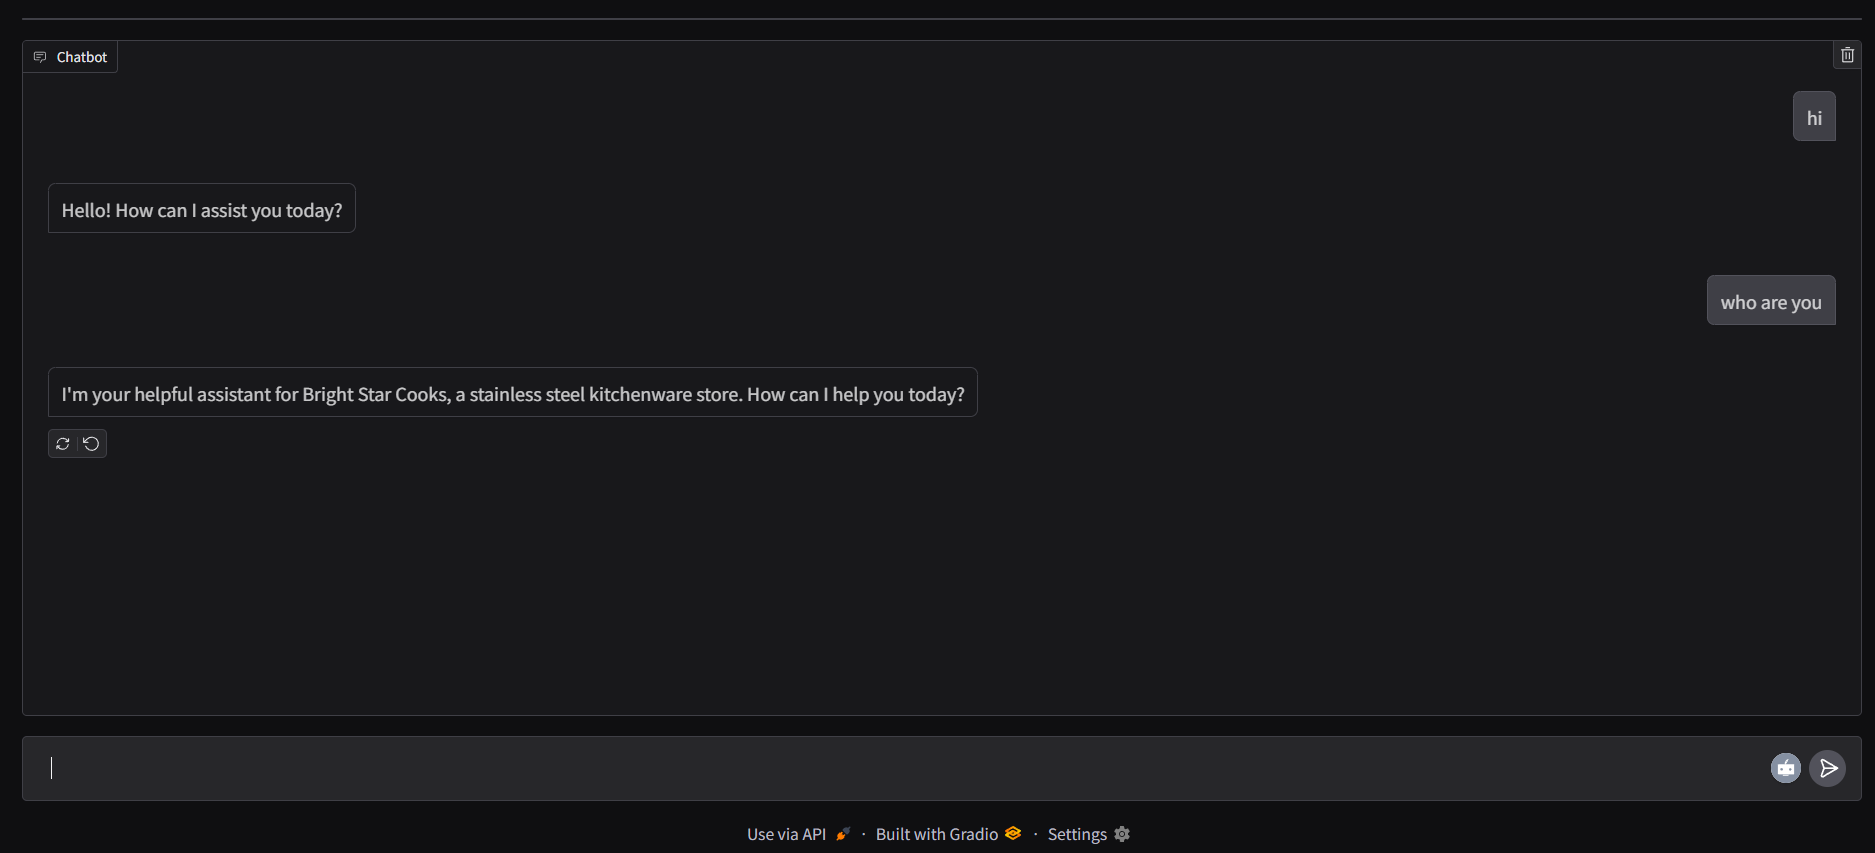 Chatbot
hi
Hello! How can I assist you today?
who are you
I'm your helpful assistant for Bright Star Cooks, a stainless steel kitchenware store. How can I help you today?
Use via API · Built with Gradio · Settings